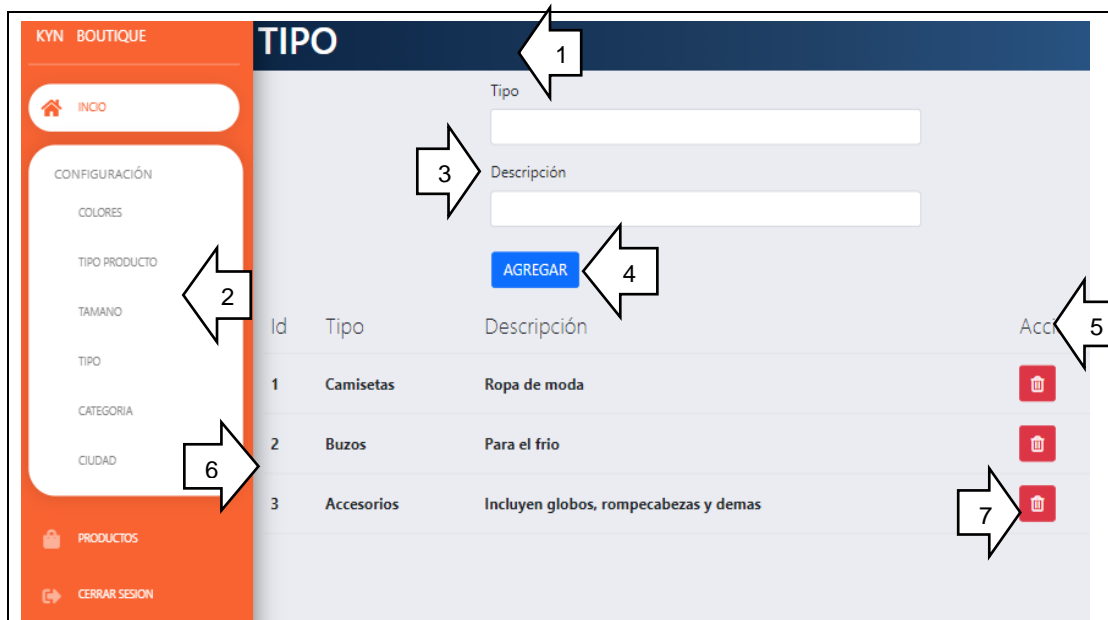 KYN BOUTIQUE
INCIO
CONFIGURACIÓN
COLORES
TIPO PRODUCTO
TAMANO
TIPO
CATEGORIA
CIUDAD
PRODUCTOS
CERRAR SESION
2
6
TIPO
1
Tipo
3
Descripción
AGREGAR
4
5
Id Tipo Descripción Acci
1 Camisetas Ropa de moda
2 Buzos Para el frio
3 Accesorios Incluyen globos, rompecabezas y demas
7